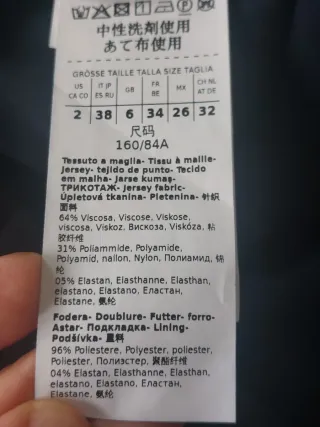 中性洗剤使用
あて布使用
GRÖSSE TAILLE TALLA SIZE TAGLIA
US CA CO IT JP ES RU GB FR BE MX CH NL AT DE
2 38 6 34 26 32
尺码
160/84A
Tessuto a maglia- Tissu à maille-
Jersey- tejido de punto- Tecido
em malha- Jarse kumaş-
ТРИКОТАЖ- Jersey fabric-
Úpletová tkanina- Pletenina- 针织
面料
64% Viscosa, Viscose, Viskose,
viscosa, Viskoz, Вискоза, Viskóza, 粘
胶纤维
31% Poliammide, Polyamide,
Polyamid, nailon, Nylon, Полиамид, 锦
纶
05% Elastan, Elasthanne, Elasthan,
elastano, Elastano, Еластан,
Elastane, 氨纶
Fodera- Doublure- Futter- forro-
Astar- Подкладка- Lining-
Podšívka- 里料
96% Poliestere, Polyester, poliester,
Poliester, Полиэстер, 聚酯纤维
04% Elastan, Elasthanne, Elasthan,
elastano, Elastano, Еластан,
Elastane, 氨纶